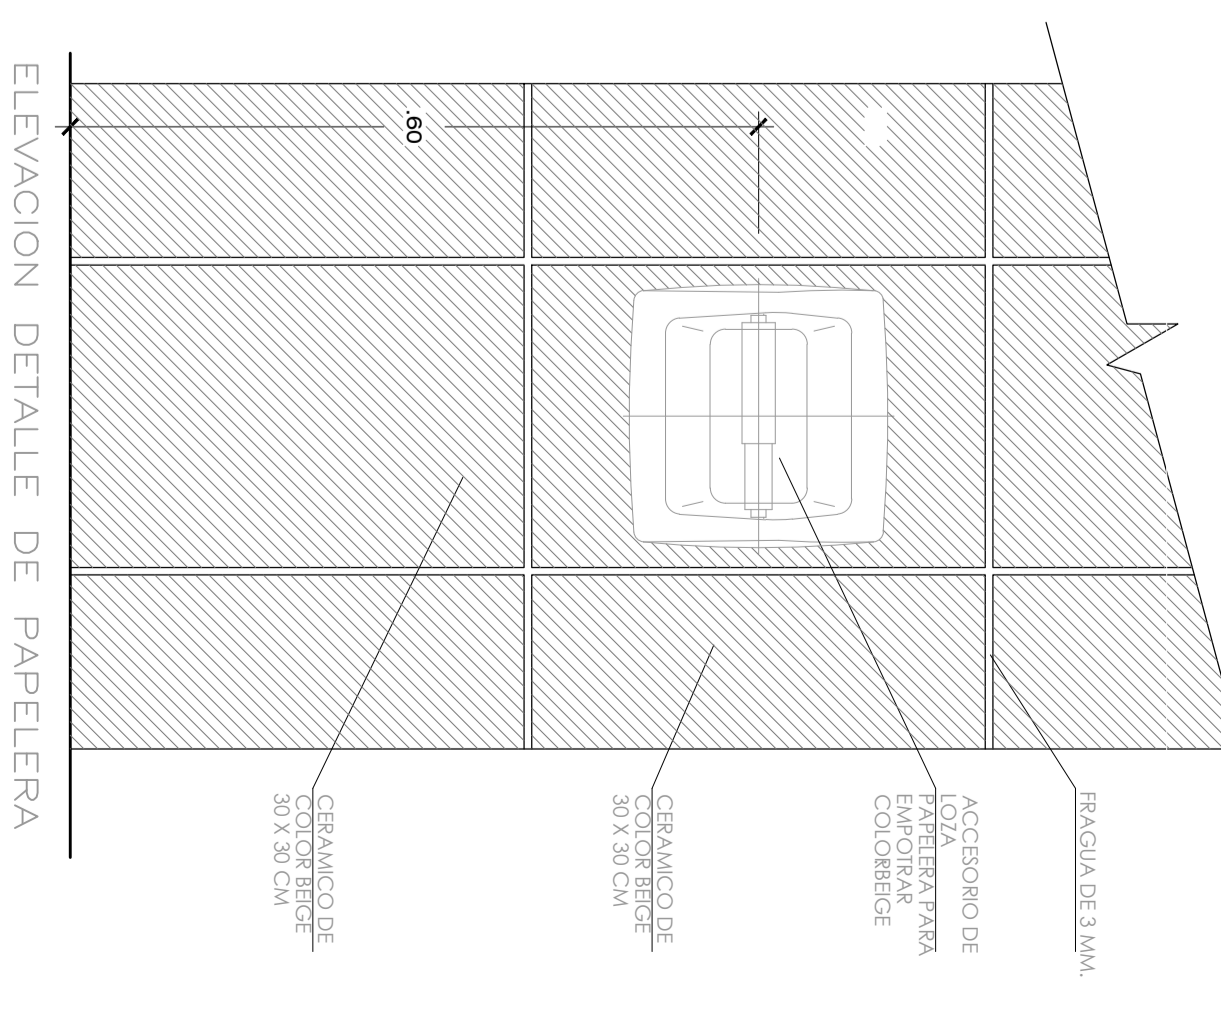 .60
FRAGUA DE 3 MM.
ACCESORIO DE
LOZA
PAPELERA PARA
EMPOTRAR
COLORBEIGE
CERAMICO DE
COLOR BEIGE
30 X 30 CM
CERAMICO DE
COLOR BEIGE
30 X 30 CM
ELEVACION DETALLE DE PAPELERA